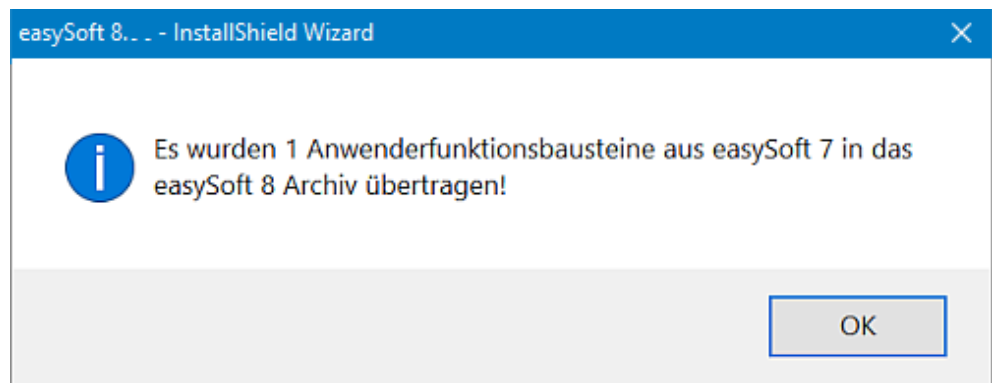 easySoft 8._ _ - InstallShield Wizard
Es wurden 1 Anwenderfunktionsbausteine aus easySoft 7 in das
easySoft 8 Archiv übertragen!
OK